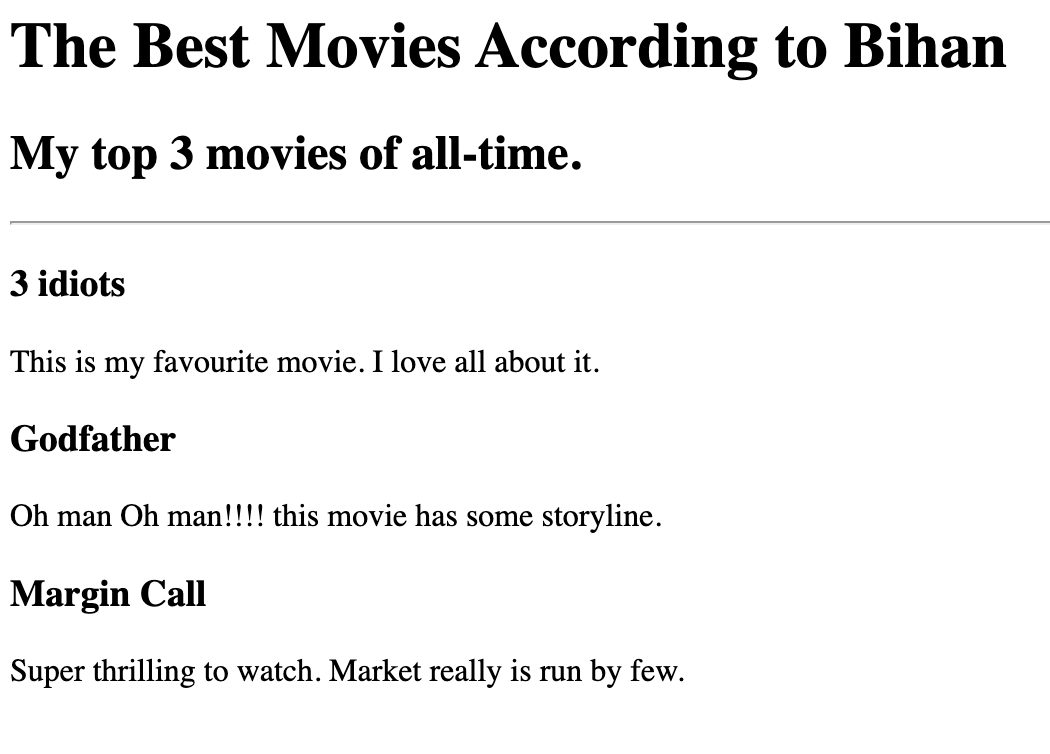 The Best Movies According to Bihan
My top 3 movies of all-time.
3 idiots
This is my favourite movie. I love all about it.
Godfather
Oh man Oh man!!!! this movie has some storyline.
Margin Call
Super thrilling to watch. Market really is run by few.